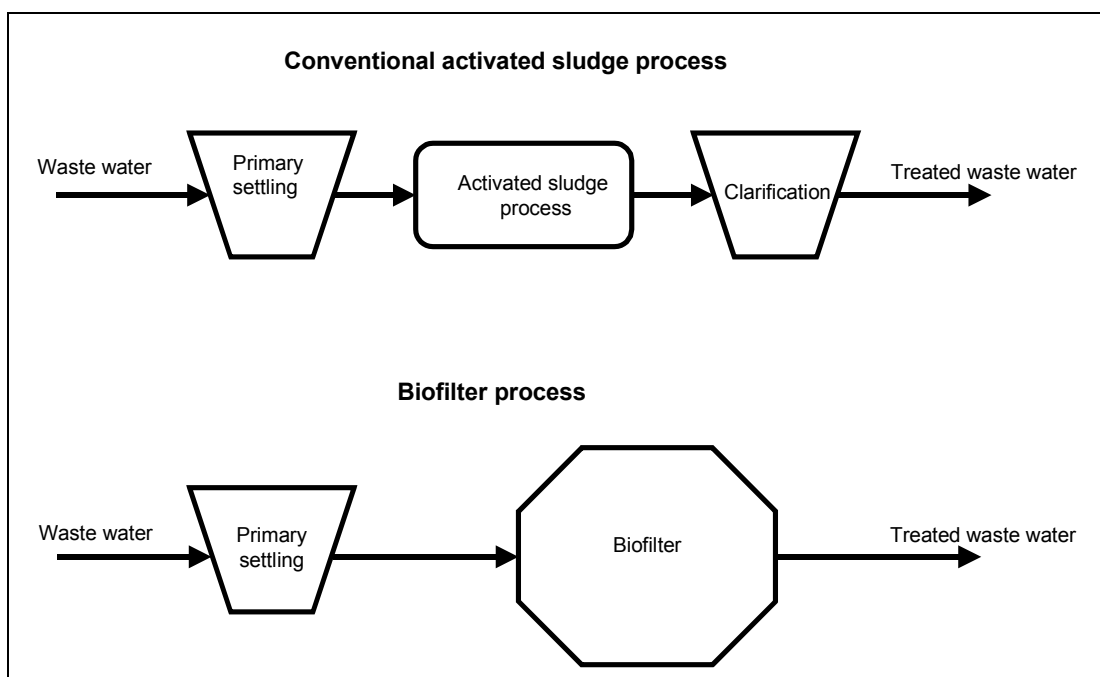 Conventional activated sludge process
Waste water
Primary
settling
Activated sludge
process
Clarification
Treated waste water
Biofilter process
Waste water
Primary
settling
Biofilter
Treated waste water